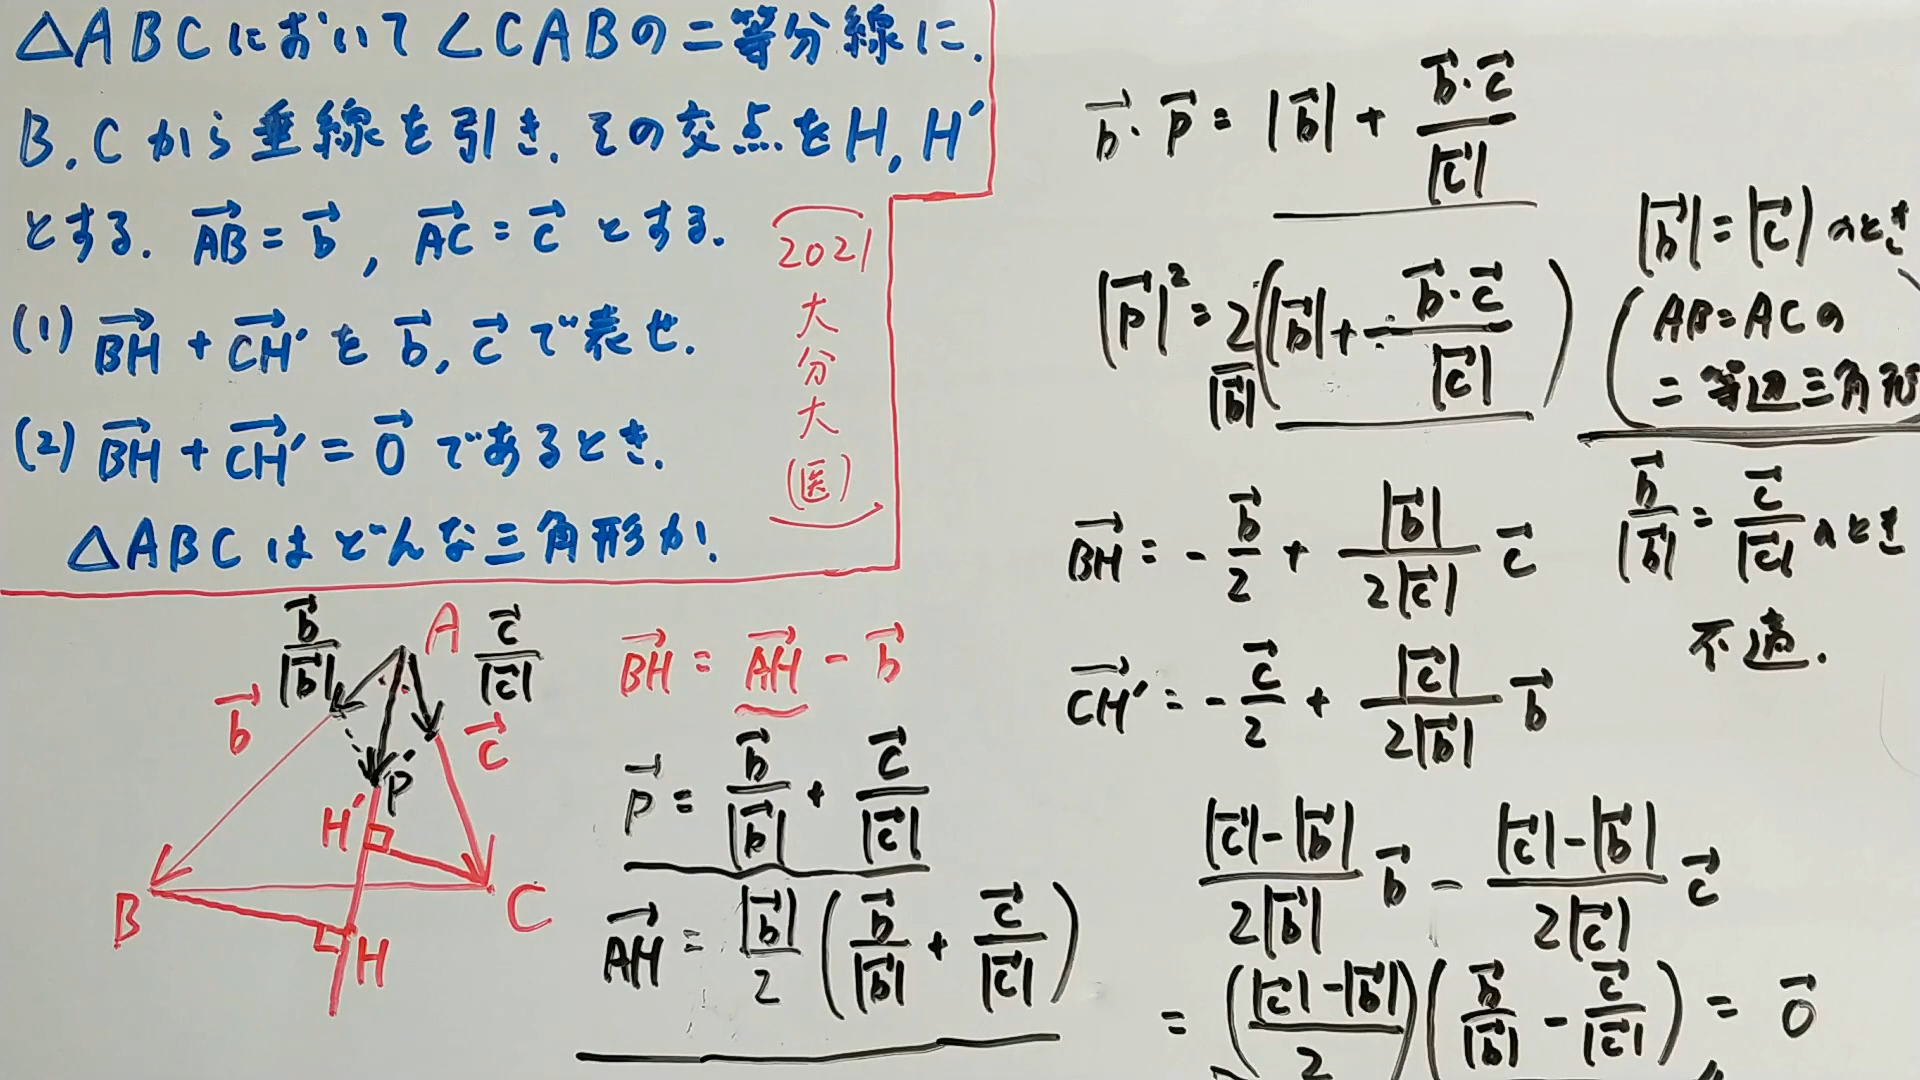 △ABCにおいて∠CABの二等分線に、
B,Cから垂線を引き、その交点をH,H′
とする. AB→=b→, AC→=c→ とする.
(1) BH→+CH′→ を b→, c→ で表せ.
(2) BH→+CH′→=0→ であるとき、
△ABCはどんな三角形か.
2021
大
分
大
(医)
b→/|b→|
A
c→/|c→|
b→
c→
P
H′
B
C
H
BH→ = AH→ - b→
p→ = b→/|b→| + c→/|c→|
AH→ = |b→|/2 (b→/|b→| + c→/|c→|)
b→・p→ = |b→| + b→・c→/|c→|
|p→|² = 2/|b→| (|b→| + b→・c→/|c→|)
BH→ = - b→/2 + |b→|/2|c→| c→
CH′→ = - c→/2 + |c→|/2|b→| b→
|c→|-|b→|/2|b→| b→ - |c→|-|b→|/2|c→| c→
= (|c→|-|b→|/2)(b→/|b→| - c→/|c→|) = 0→
|b→|=|c→| のとき
(AB=ACの
二等辺三角形
b→/|b→| = c→/|c→| のとき
不適.